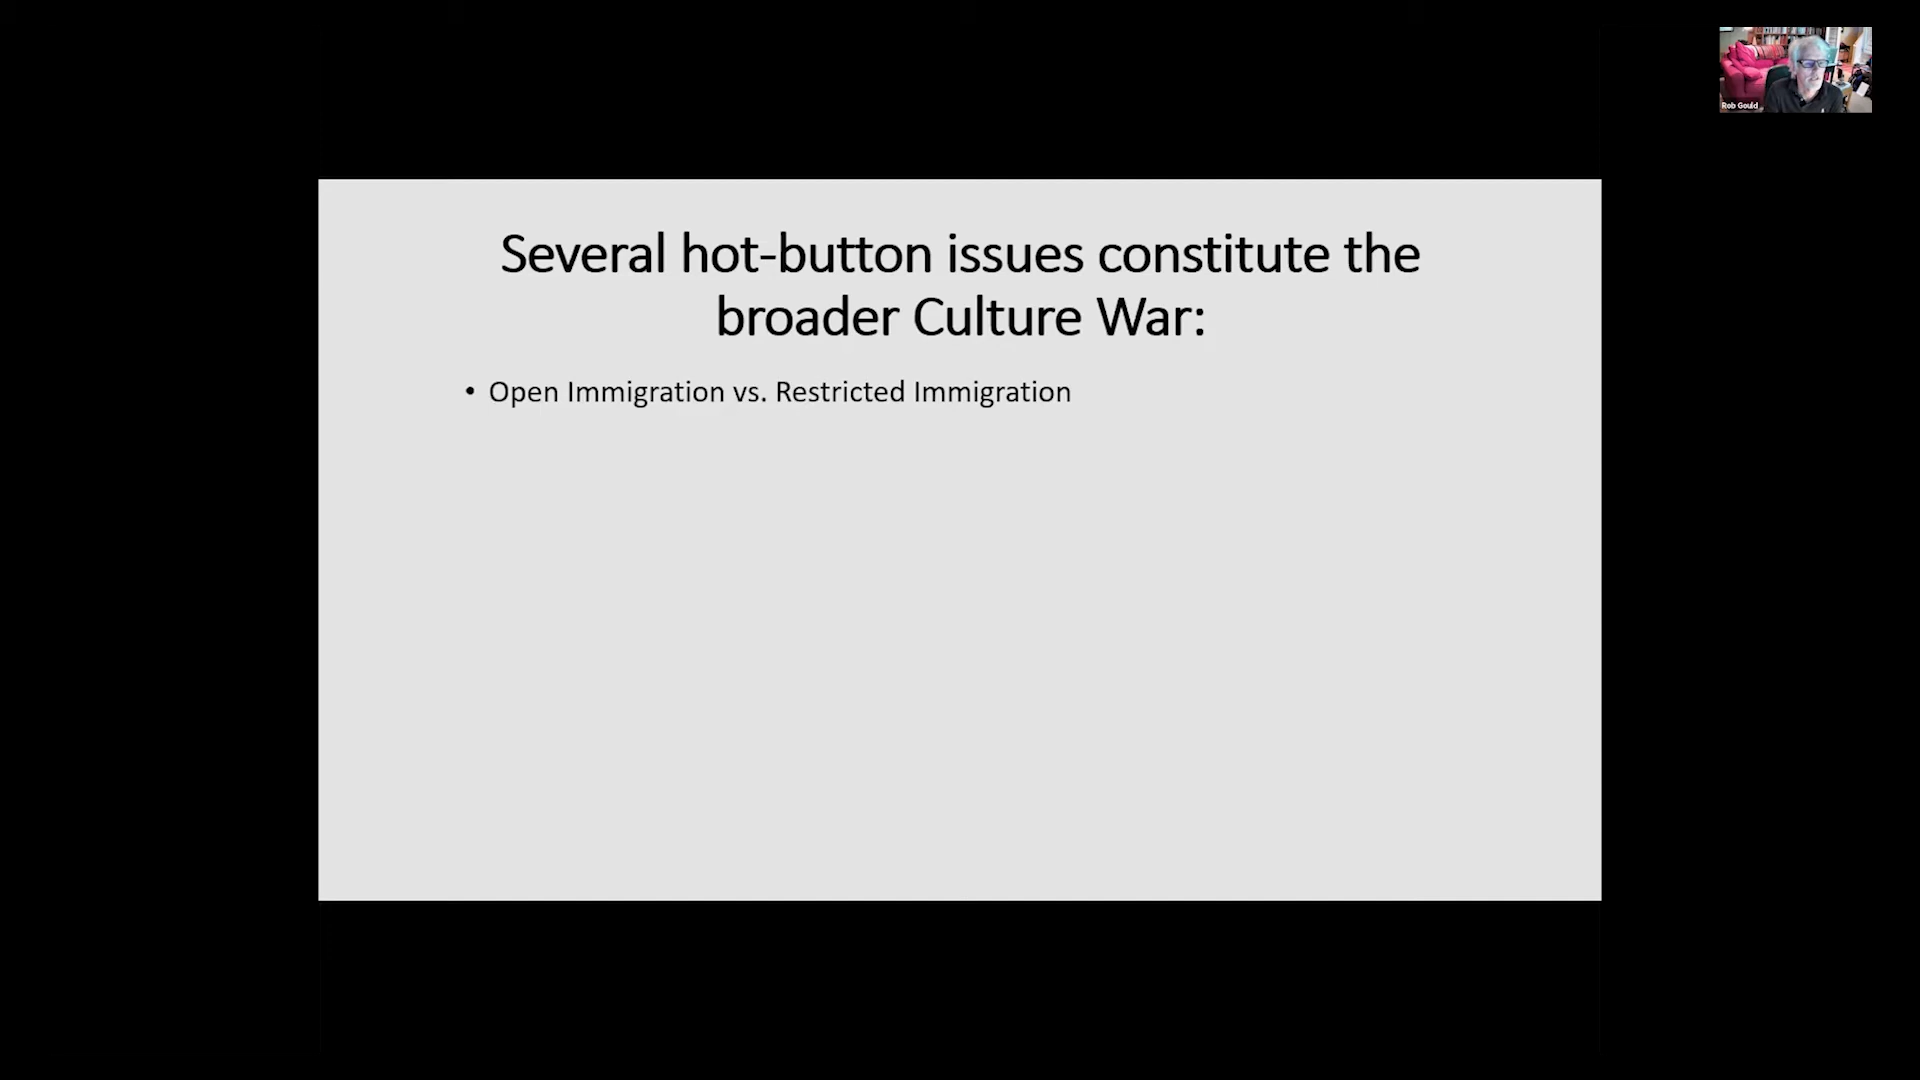 Rob Gould
Several hot-button issues constitute the
broader Culture War:
• Open Immigration vs. Restricted Immigration